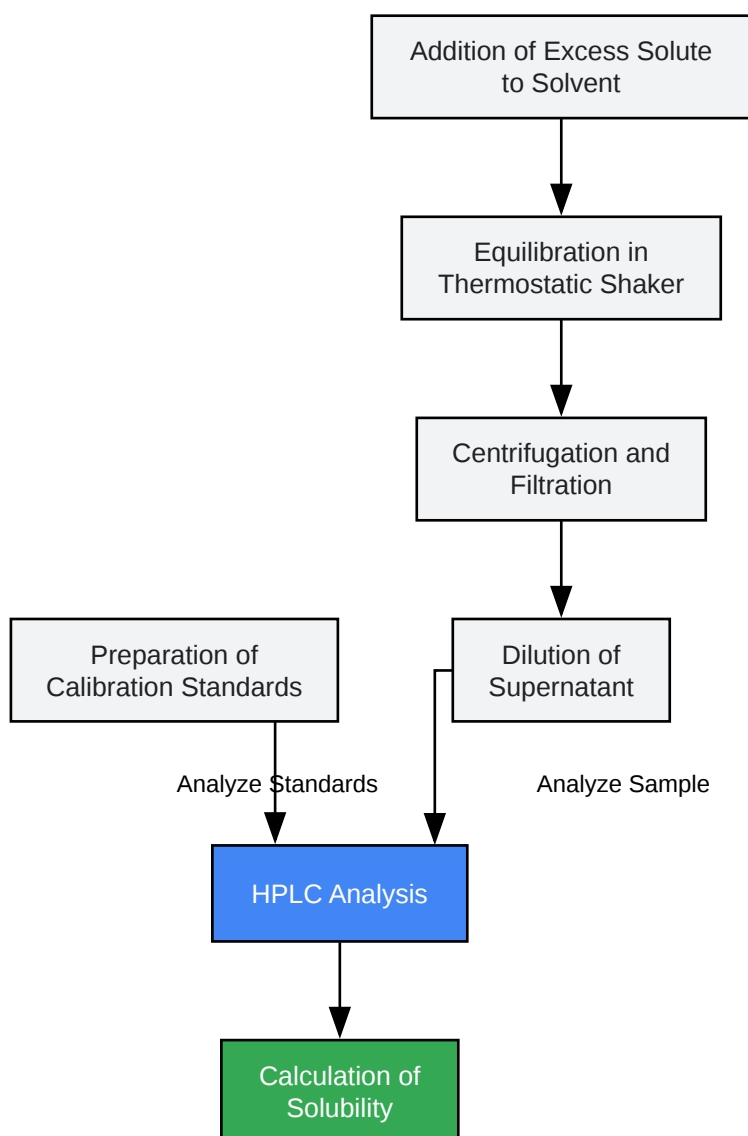 Addition of Excess Solute
to Solvent
Equilibration in
Thermostatic Shaker
Centrifugation and
Filtration
Preparation of
Calibration Standards
Dilution of
Supernatant
Analyze Standards
Analyze Sample
HPLC Analysis
Calculation of
Solubility